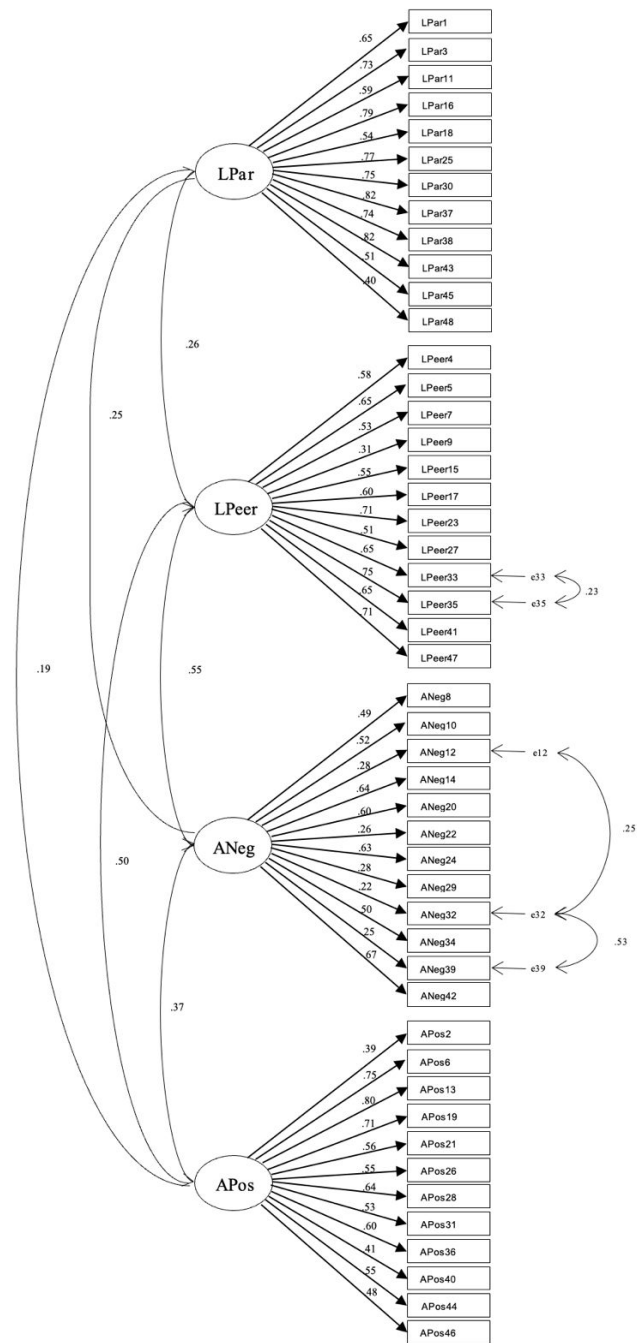 LPar1
.65
LPar3
.73
LPar11
.59
LPar16
.79
LPar18
.54
LPar25
.77
LPar
LPar30
.75
LPar37
.82
LPar38
.74
LPar43
.82
LPar45
.51
LPar48
.40
.26
.25
LPeer4
.58
LPeer5
.65
LPeer7
.53
LPeer9
.31
LPeer15
.55
LPeer17
.60
LPeer
LPeer23
.71
LPeer27
.51
LPeer33
.65
e33
.23
LPeer35
.75
e35
LPeer41
.65
LPeer47
.71
.19
.55
ANeg8
.49
ANeg10
.52
ANeg12
.28
e12
ANeg14
.64
ANeg20
.60
.25
ANeg22
.26
ANeg
.50
ANeg24
.63
ANeg29
.28
ANeg32
.22
e32
ANeg34
.50
.53
ANeg39
.25
e39
ANeg42
.67
.37
APos2
.39
APos6
.75
APos13
.80
APos19
.71
APos21
.56
APos26
.55
APos
APos28
.64
APos31
.53
APos36
.60
APos40
.41
APos44
.55
APos46
.48